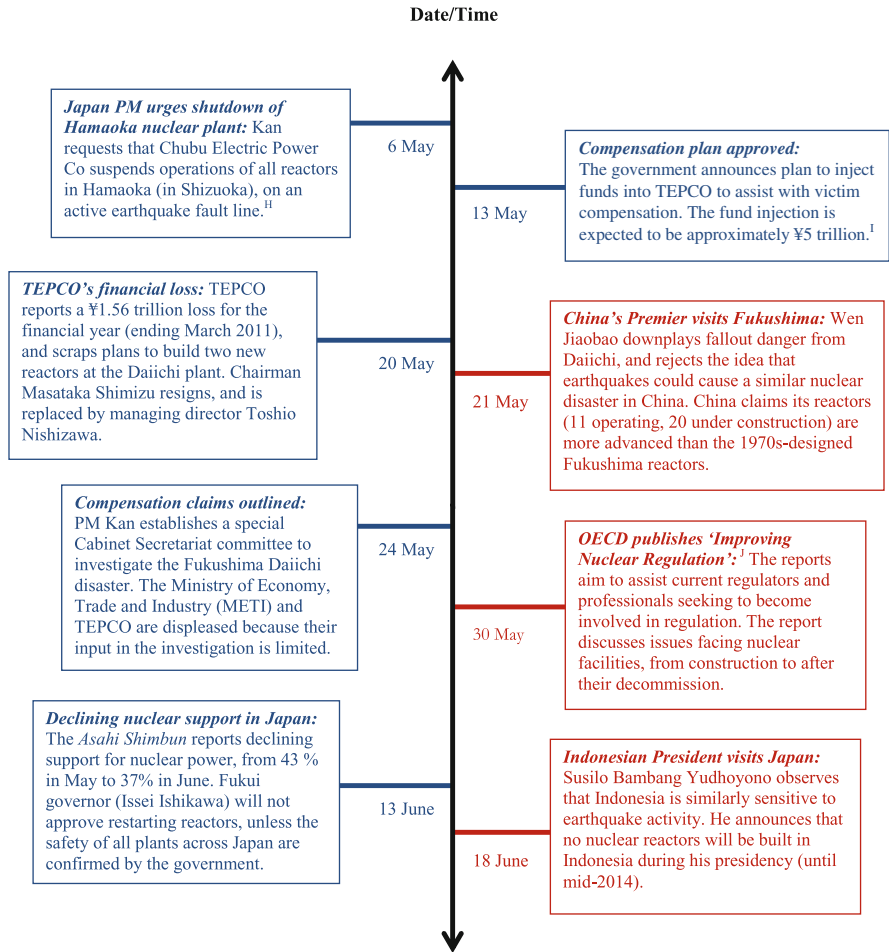 Date/Time
Japan PM urges shutdown of
Hamaoka nuclear plant: Kan
requests that Chubu Electric Power
Co suspends operations of all reactors
in Hamaoka (in Shizuoka), on an
active earthquake fault line.H
6 May
Compensation plan approved:
The government announces plan to inject
funds into TEPCO to assist with victim
compensation. The fund injection is
expected to be approximately ¥5 trillion.I
13 May
TEPCO's financial loss: TEPCO
reports a ¥1.56 trillion loss for the
financial year (ending March 2011),
and scraps plans to build two new
reactors at the Daiichi plant. Chairman
Masataka Shimizu resigns, and is
replaced by managing director Toshio
Nishizawa.
20 May
China's Premier visits Fukushima: Wen
Jiaobao downplays fallout danger from
Daiichi, and rejects the idea that
earthquakes could cause a similar nuclear
disaster in China. China claims its reactors
(11 operating, 20 under construction) are
more advanced than the 1970s-designed
Fukushima reactors.
21 May
Compensation claims outlined:
PM Kan establishes a special
Cabinet Secretariat committee to
investigate the Fukushima Daiichi
disaster. The Ministry of Economy,
Trade and Industry (METI) and
TEPCO are displeased because their
input in the investigation is limited.
24 May
OECD publishes 'Improving
Nuclear Regulation':J The reports
aim to assist current regulators and
professionals seeking to become
involved in regulation. The report
discusses issues facing nuclear
facilities, from construction to after
their decommission.
30 May
Declining nuclear support in Japan:
The Asahi Shimbun reports declining
support for nuclear power, from 43 %
in May to 37% in June. Fukui
governor (Issei Ishikawa) will not
approve restarting reactors, unless the
safety of all plants across Japan are
confirmed by the government.
13 June
Indonesian President visits Japan:
Susilo Bambang Yudhoyono observes
that Indonesia is similarly sensitive to
earthquake activity. He announces that
no nuclear reactors will be built in
Indonesia during his presidency (until
mid-2014).
18 June